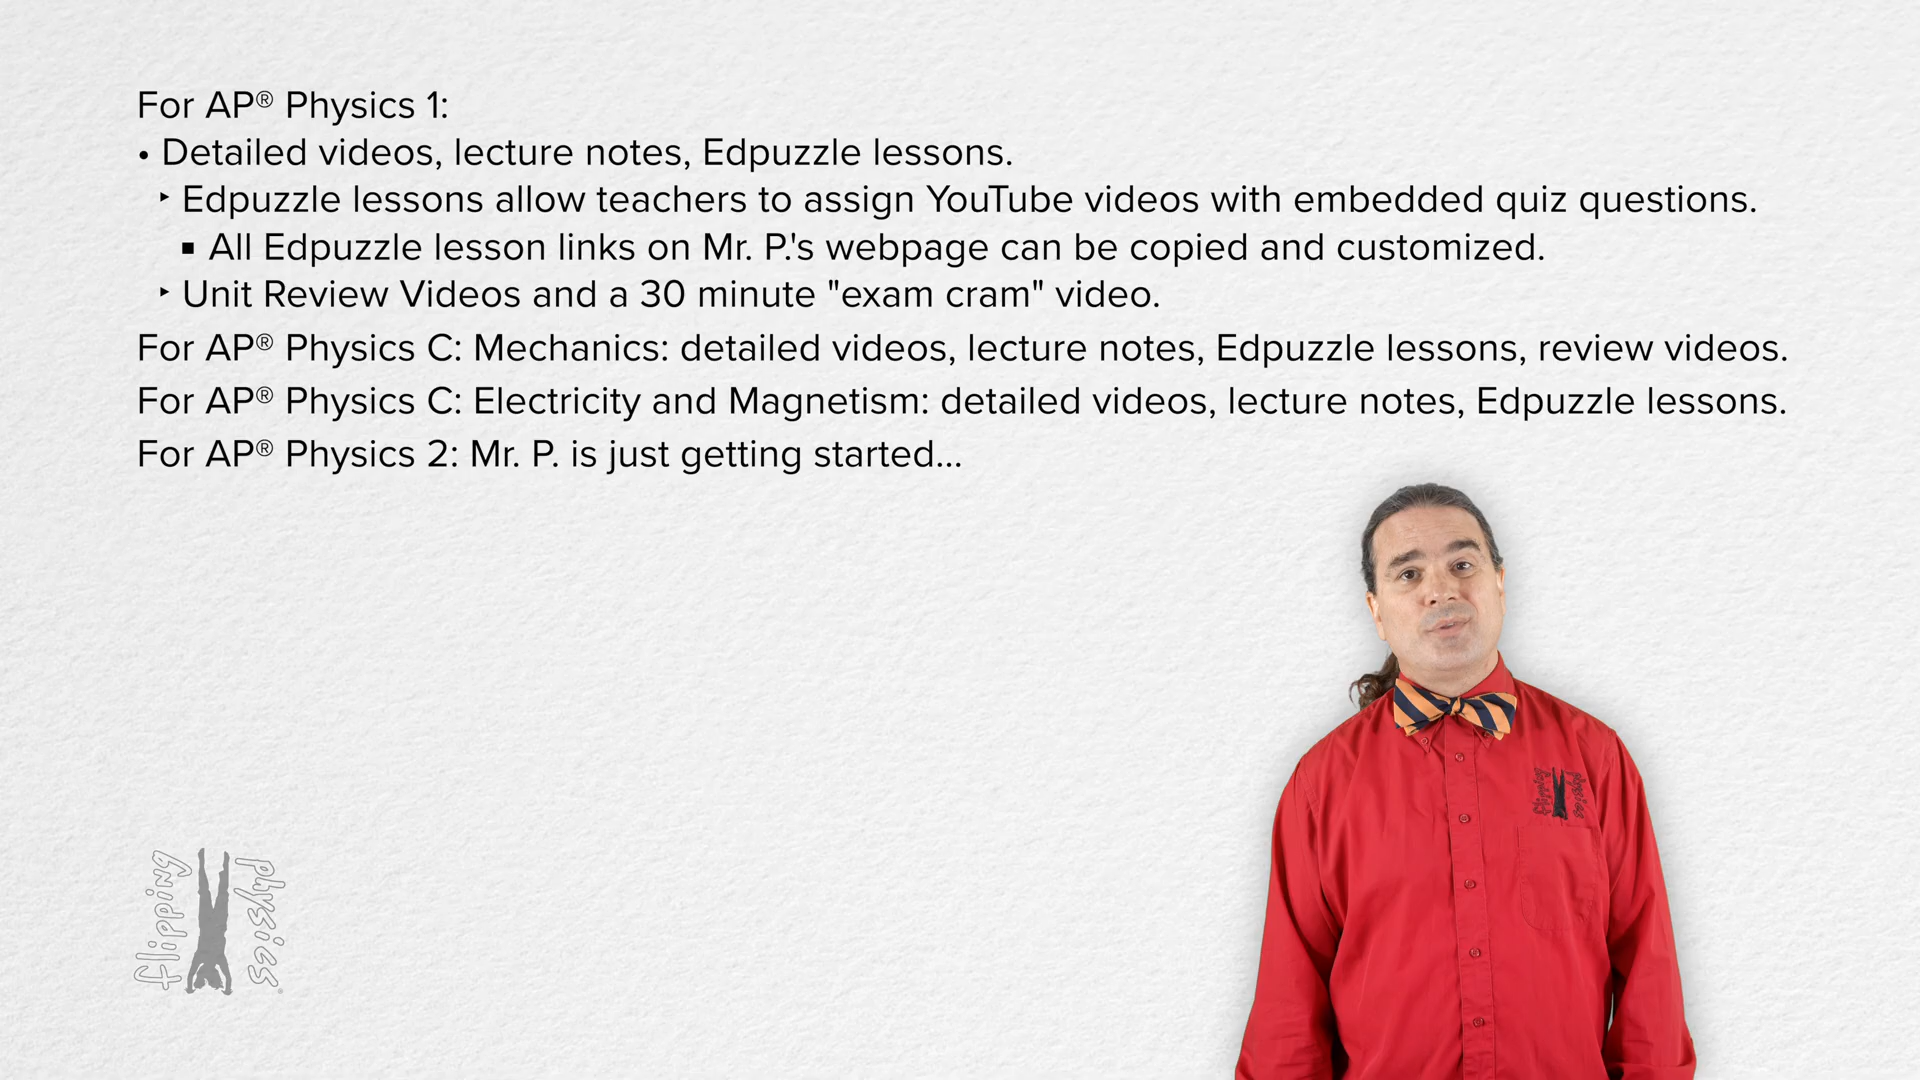 For AP® Physics 1:
• Detailed videos, lecture notes, Edpuzzle lessons.
‣ Edpuzzle lessons allow teachers to assign YouTube videos with embedded quiz questions.
▪ All Edpuzzle lesson links on Mr. P.'s webpage can be copied and customized.
‣ Unit Review Videos and a 30 minute "exam cram" video.
For AP® Physics C: Mechanics: detailed videos, lecture notes, Edpuzzle lessons, review videos.
For AP® Physics C: Electricity and Magnetism: detailed videos, lecture notes, Edpuzzle lessons.
For AP® Physics 2: Mr. P. is just getting started...
flipping physics
flipping physics®